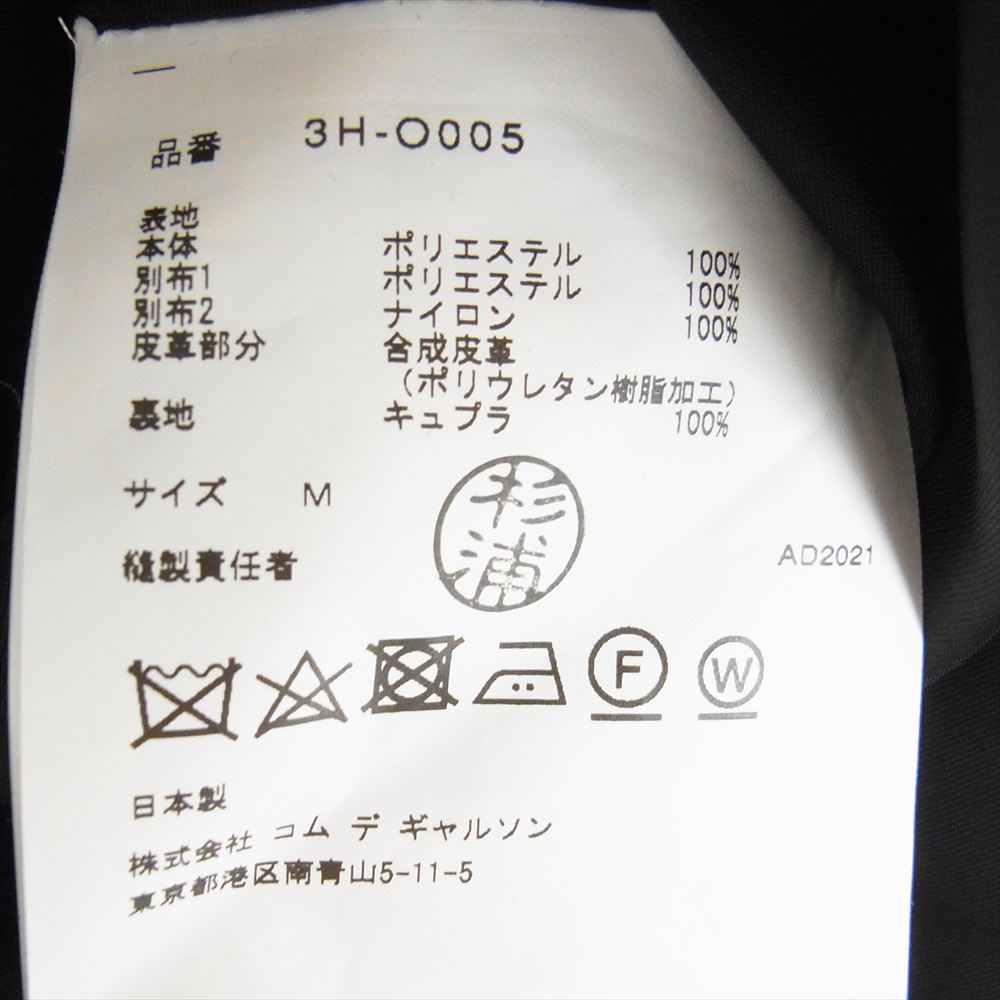 品番 3H-O005
表地
本体 ポリエステル 100%
別布1 ポリエステル 100%
別布2 ナイロン 100%
皮革部分 合成皮革
（ポリウレタン樹脂加工）
裏地 キュプラ 100%
サイズ M
杉浦
縫製責任者
AD2021
F W
日本製
株式会社 コム デ ギャルソン
東京都港区南青山5-11-5